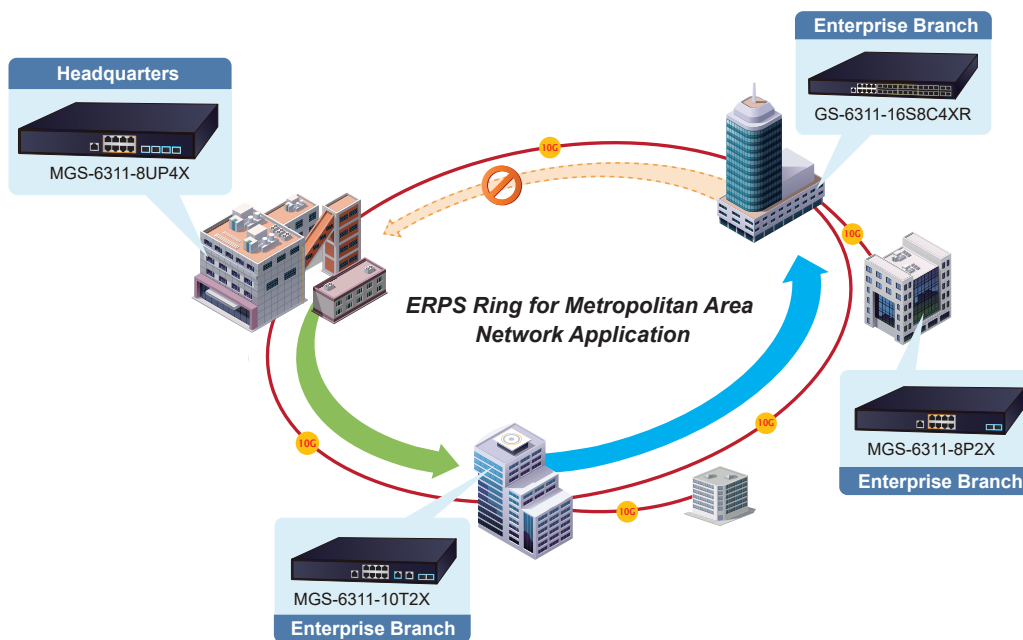 Enterprise Branch
GS-6311-16S8C4XR
Headquarters
MGS-6311-8UP4X
10G
10G
ERPS Ring for Metropolitan Area
Network Application
10G
10G
10G
MGS-6311-8P2X
Enterprise Branch
MGS-6311-10T2X
Enterprise Branch